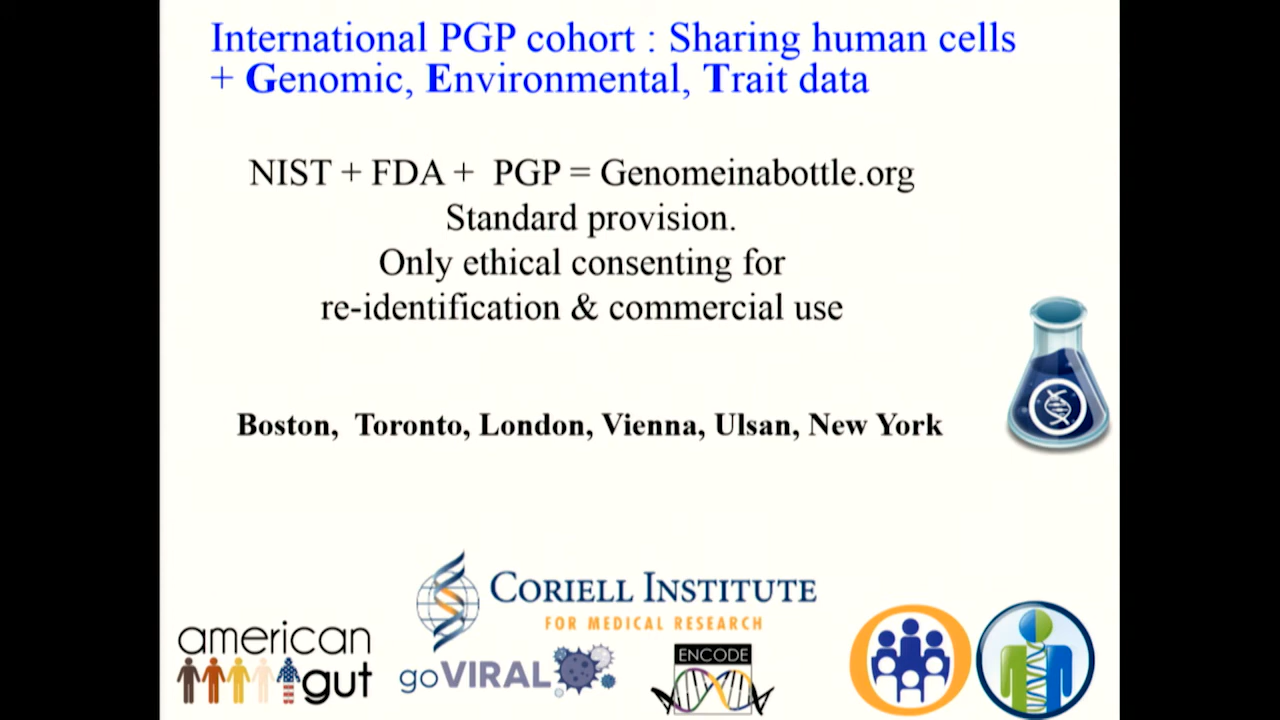 International PGP cohort : Sharing human cells
+ Genomic, Environmental, Trait data
NIST + FDA + PGP = Genomeinabottle.org
Standard provision.
Only ethical consenting for
re-identification & commercial use
Boston, Toronto, London, Vienna, Ulsan, New York
CORIELL INSTITUTE
FOR MEDICAL RESEARCH
american
gut
goVIRAL
ENCODE